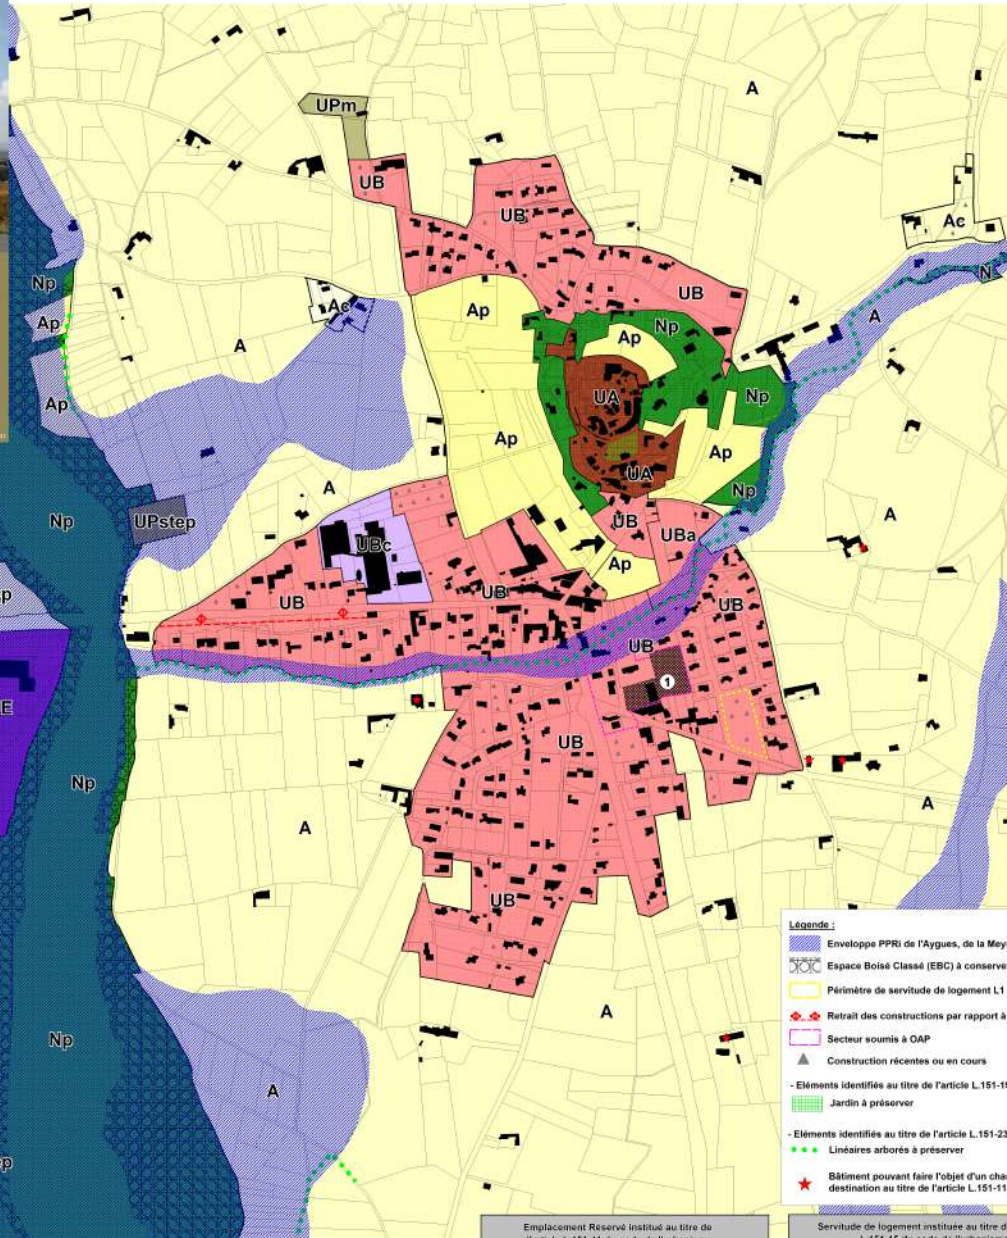 A
UPm
UB
UB
Ac
N
Np
UB
Ap
Ac
Ap
Np
A
Ap
A
Ap
UA
Np
Ap
Ap
Ap
UA
Np
A
Np
UPstep
UB
UBa
A
UBc
Ap
UB
UB
UB
UB
1
E
UB
Np
A
A
UB
A
Np
A
Légende :
Enveloppe PPRi de l'Aygues, de la
Espace Boisé Classé (EBC) à
Périmètre de servitude de logement L1
Retrait des constructions par rapport à
Secteur soumis à OAP
Construction récentes ou en cours
- Eléments identifiés au titre de l'article
Jardin à préserver
- Eléments identifiés au titre de l'article L.151-23
Linéaires arborés à préserver
Bâtiment pouvant faire l'objet d'un
destination au titre de l'article L.151-11
Emplacement Réservé institué au titre de
Servitude de logement instituée au titre